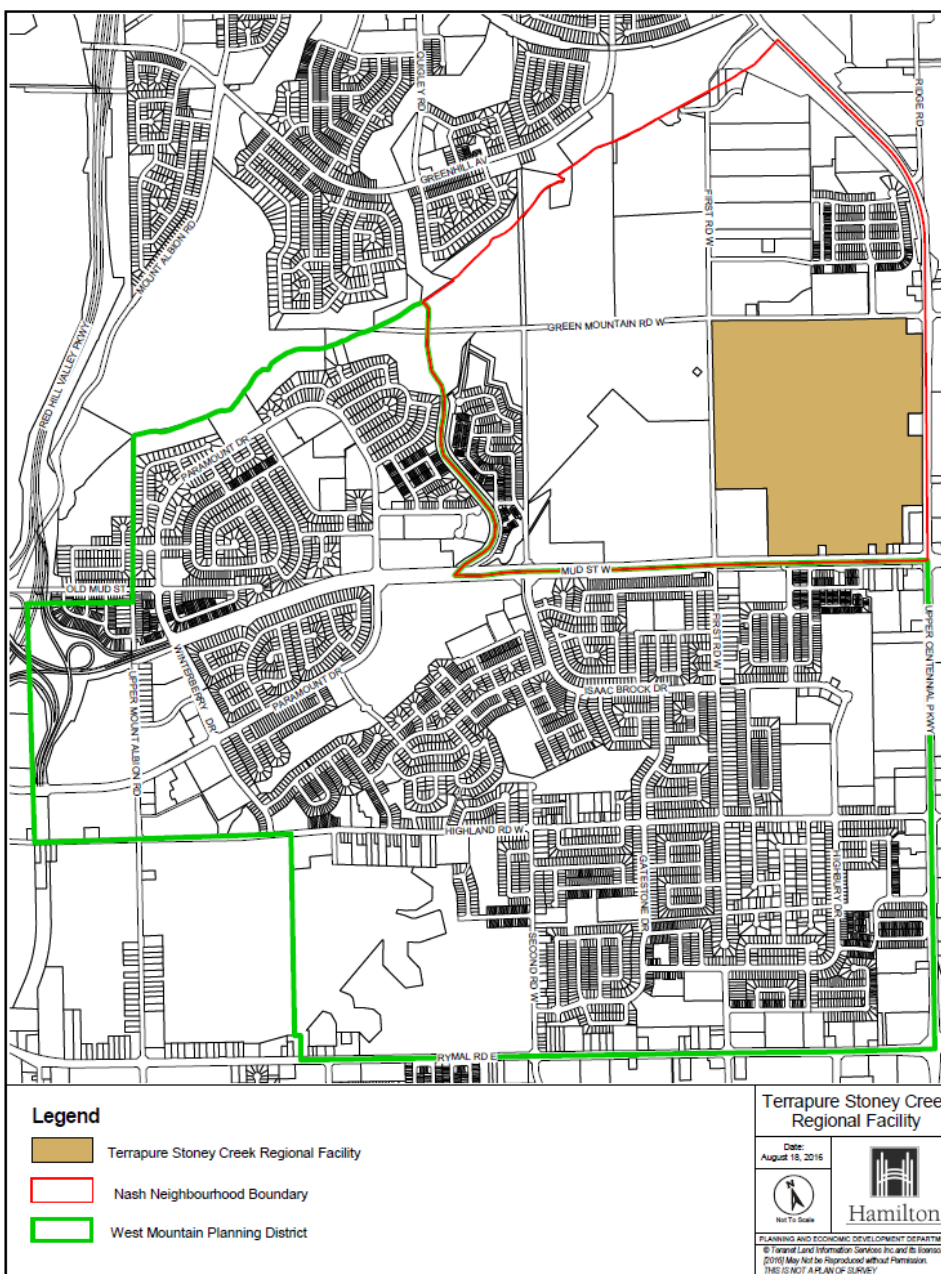 QUIGLEY RD
RIDGE RD
GREENHILL AV
FIRST RD W
MOUNT ALBION RD
RED HILL VALLEY PKWY
GREEN MOUNTAIN RD W
PARAMOUNT DR
MUD ST W
OLD MUD ST
UPPER CENTENNIAL PKWY
FIRST RD W
WINTERBERRY DR
PARAMOUNT DR
ISAAC BROCK DR
UPPER MOUNT ALBION RD
HIGHLAND RD W
GATESTONE DR
HIGHBURY DR
SECOND RD W
RYMAL RD E
Legend
Terrapure Stoney Creek Regional Facility
Nash Neighbourhood Boundary
West Mountain Planning District
Terrapure Stoney Cree
Regional Facility
Date:
August 18, 2016
N
Not To Scale
Hamilton
PLANNING AND ECONOMIC DEVELOPMENT DEPARTM
© Teranet Land Information Services Inc. and its licensor
[2016] May Not be Reproduced without Permission.
THIS IS NOT A PLAN OF SURVEY